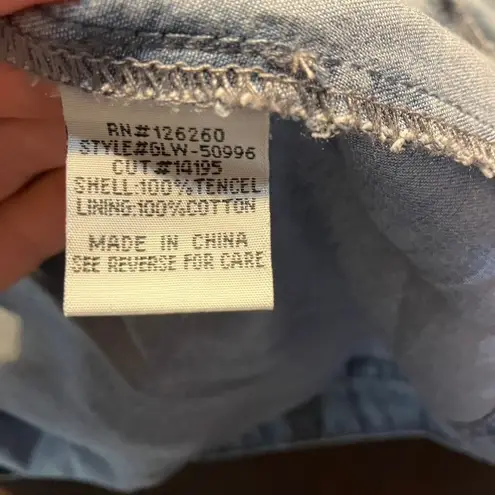 RN#126260
STYLE#GLW-50996
CUT#14195
SHELL:100%TENCEL
LINING:100%COTTON
MADE IN CHINA
SEE REVERSE FOR CARE